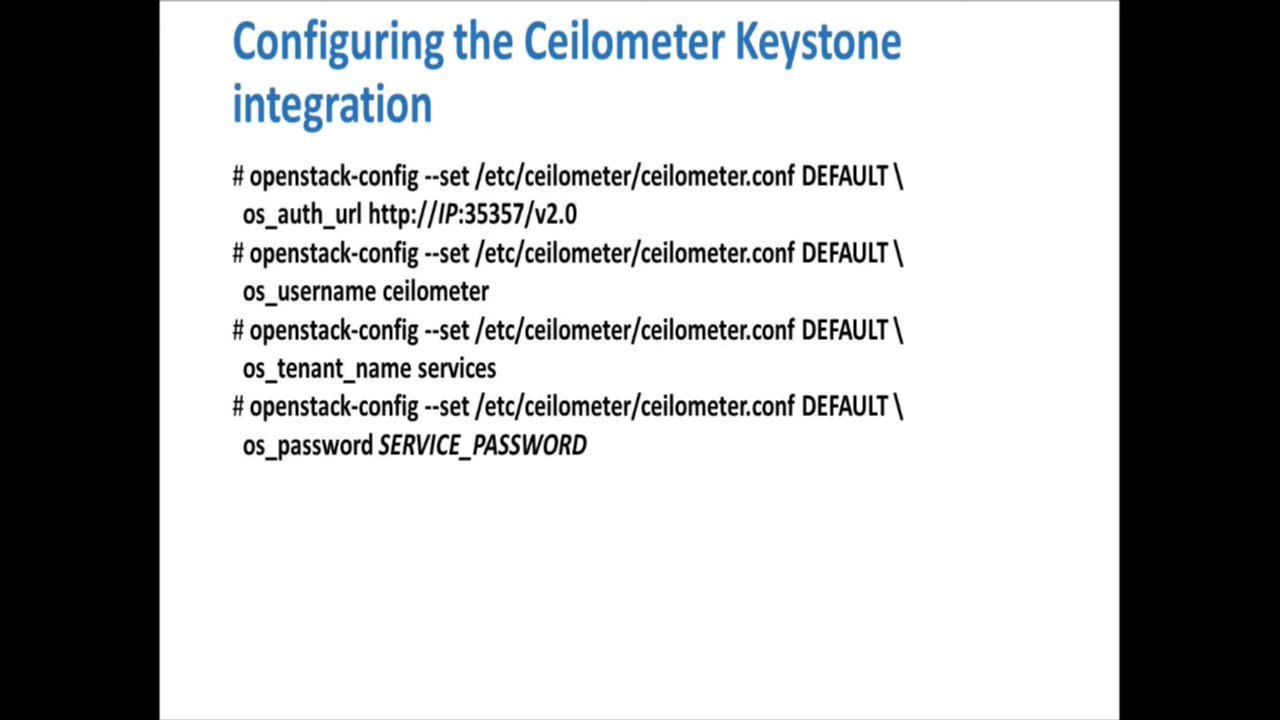 Configuring the Ceilometer Keystone
integration
# openstack-config --set /etc/ceilometer/ceilometer.conf DEFAULT \
os_auth_url http://IP:35357/v2.0
# openstack-config --set /etc/ceilometer/ceilometer.conf DEFAULT \
os_username ceilometer
# openstack-config --set /etc/ceilometer/ceilometer.conf DEFAULT \
os_tenant_name services
# openstack-config --set /etc/ceilometer/ceilometer.conf DEFAULT \
os_password SERVICE_PASSWORD